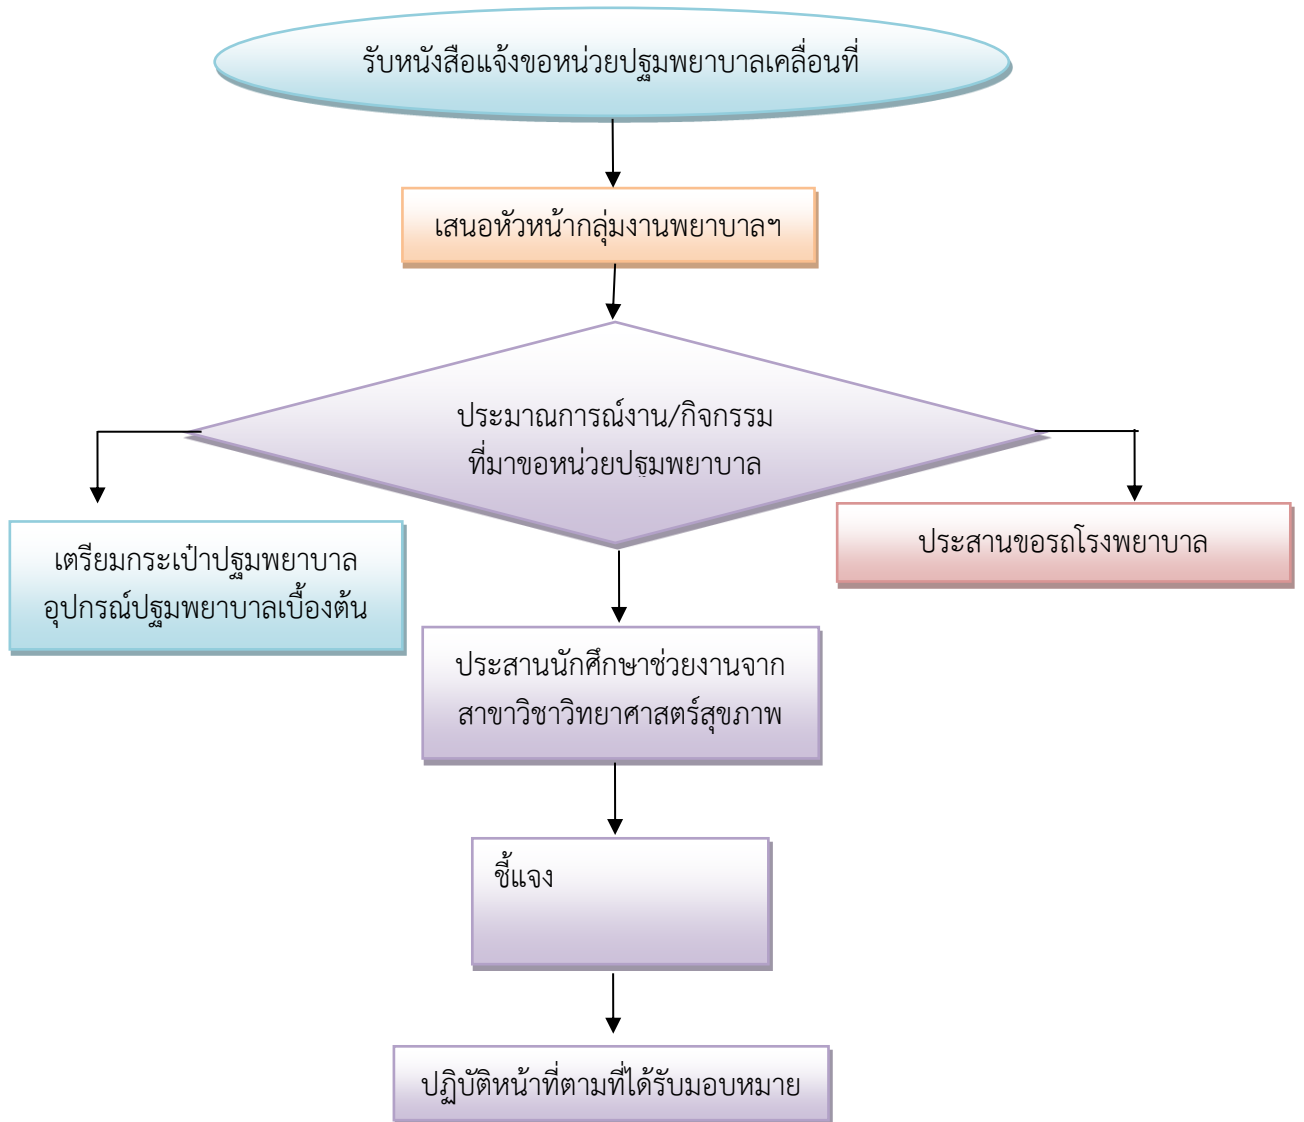 รับหนังสือแจ้งขอหน่วยปฐมพยาบาลเคลื่อนที่
เสนอหัวหน้ากลุ่มงานพยาบาลฯ
ประมาณการณ์งาน/กิจกรรม
ที่มาขอหน่วยปฐมพยาบาล
เตรียมกระเป๋าปฐมพยาบาล
อุปกรณ์ปฐมพยาบาลเบื้องต้น
ประสานขอรถโรงพยาบาล
ประสานนักศึกษาช่วยงานจาก
สาขาวิชาวิทยาศาสตร์สุขภาพ
ชี้แจง
ปฏิบัติหน้าที่ตามที่ได้รับมอบหมาย